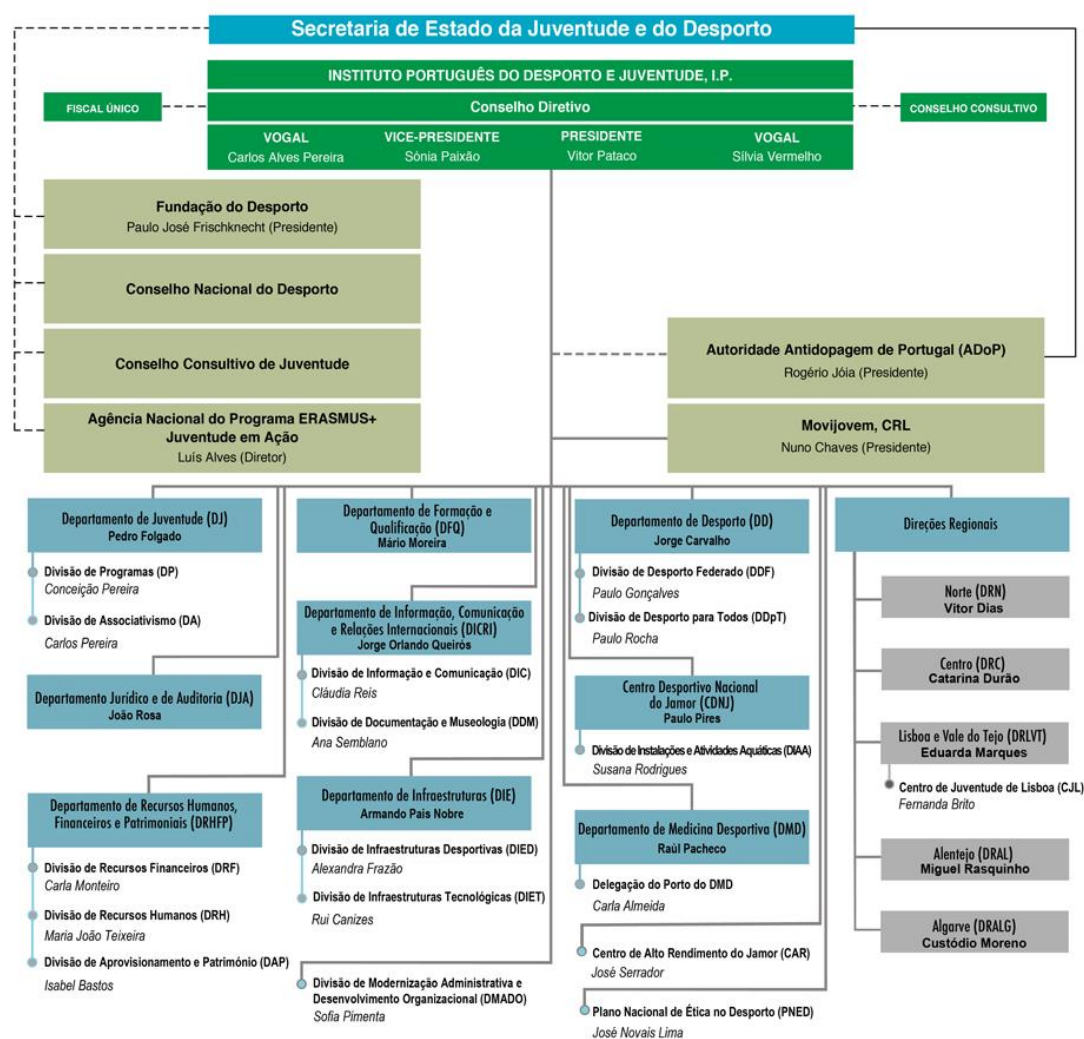 Secretaria de Estado da Juventude e do Desporto
INSTITUTO PORTUGUÊS DO DESPORTO E JUVENTUDE, I.P.
FISCAL ÚNICO
Conselho Diretivo
CONSELHO CONSULTIVO
VOGAL
Carlos Alves Pereira
VICE-PRESIDENTE
Sónia Paixão
PRESIDENTE
Vitor Pataco
VOGAL
Sílvia Vermelho
Fundação do Desporto
Paulo José Frischknecht (Presidente)
Conselho Nacional do Desporto
Conselho Consultivo de Juventude
Agência Nacional do Programa ERASMUS+
Juventude em Ação
Luís Alves (Diretor)
Autoridade Antidopagem de Portugal (ADoP)
Rogério Jóia (Presidente)
Movijovem, CRL
Nuno Chaves (Presidente)
Departamento de Juventude (DJ)
Pedro Folgado
Divisão de Programas (DP)
Conceição Pereira
Divisão de Associativismo (DA)
Carlos Pereira
Departamento Jurídico e de Auditoria (DJA)
João Rosa
Departamento de Recursos Humanos,
Financeiros e Patrimoniais (DRHFP)
Divisão de Recursos Financeiros (DRF)
Carla Monteiro
Divisão de Recursos Humanos (DRH)
Maria João Teixeira
Divisão de Aprovisionamento e Património (DAP)
Isabel Bastos
Departamento de Formação e
Qualificação (DFQ)
Mário Moreira
Departamento de Informação, Comunicação
e Relações Internacionais (DICRI)
Jorge Orlando Queirós
Divisão de Informação e Comunicação (DIC)
Cláudia Reis
Divisão de Documentação e Museologia (DDM)
Ana Semblano
Departamento de Infraestruturas (DIE)
Armando Pais Nobre
Divisão de Infraestruturas Desportivas (DIED)
Alexandra Frazão
Divisão de Infraestruturas Tecnológicas (DIET)
Rui Canizes
Divisão de Modernização Administrativa e
Desenvolvimento Organizacional (DMADO)
Sofia Pimenta
Departamento de Desporto (DD)
Jorge Carvalho
Divisão de Desporto Federado (DDF)
Paulo Gonçalves
Divisão de Desporto para Todos (DDpT)
Paulo Rocha
Centro Desportivo Nacional
do Jamor (CDNJ)
Paulo Pires
Divisão de Instalações e Atividades Aquáticas (DIAA)
Susana Rodrigues
Departamento de Medicina Desportiva (DMD)
Raúl Pacheco
Delegação do Porto do DMD
Carla Almeida
Centro de Alto Rendimento do Jamor (CAR)
José Serrador
Plano Nacional de Ética no Desporto (PNED)
José Novais Lima
Direções Regionais
Norte (DRN)
Vitor Dias
Centro (DRC)
Catarina Durão
Lisboa e Vale do Tejo (DRLVT)
Eduarda Marques
Centro de Juventude de Lisboa (CJL)
Fernanda Brito
Alentejo (DRAL)
Miguel Rasquinho
Algarve (DRALG)
Custódio Moreno